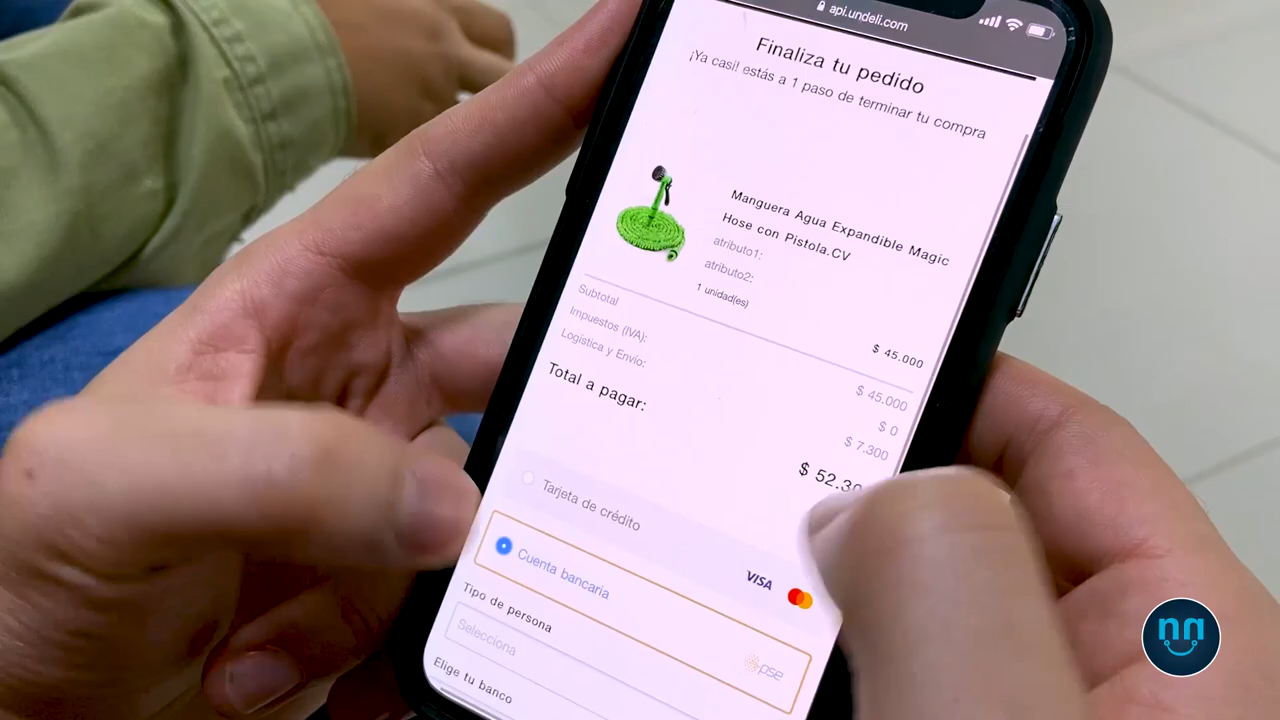 api.undeli.com
Finaliza tu pedido
¡Ya casi! estás a 1 paso de terminar tu compra
Manguera Agua Expandible Magic
Hose con Pistola.CV
atributo1:
atributo2:
1 unidad(es)
$ 45.000
Subtotal
$ 45.000
Impuestos (IVA):
$ 0
Logística y Envío:
$ 7.300
Total a pagar:
$ 52.30
Tarjeta de crédito
VISA
Cuenta bancaria
pse
Tipo de persona
Selecciona
Elige tu banco